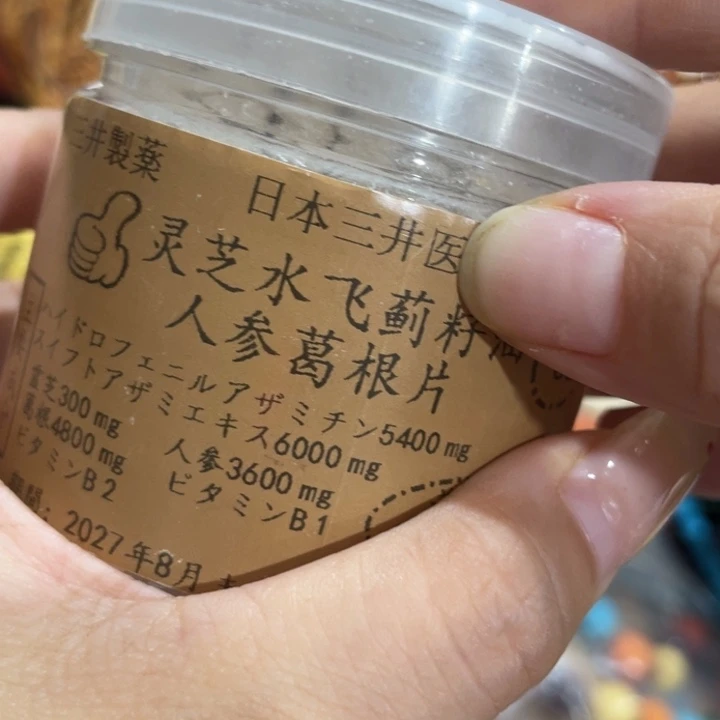 三井製薬
日本三井医
灵芝水飞蓟籽油
人参葛根片
ハイドロフェニルアザミチン5400mg
スイフトアザミエキス6000mg
霊芝300mg 人参3600mg
葛根4800mg ビタミンB1
ビタミンB2
期間：2027年8月